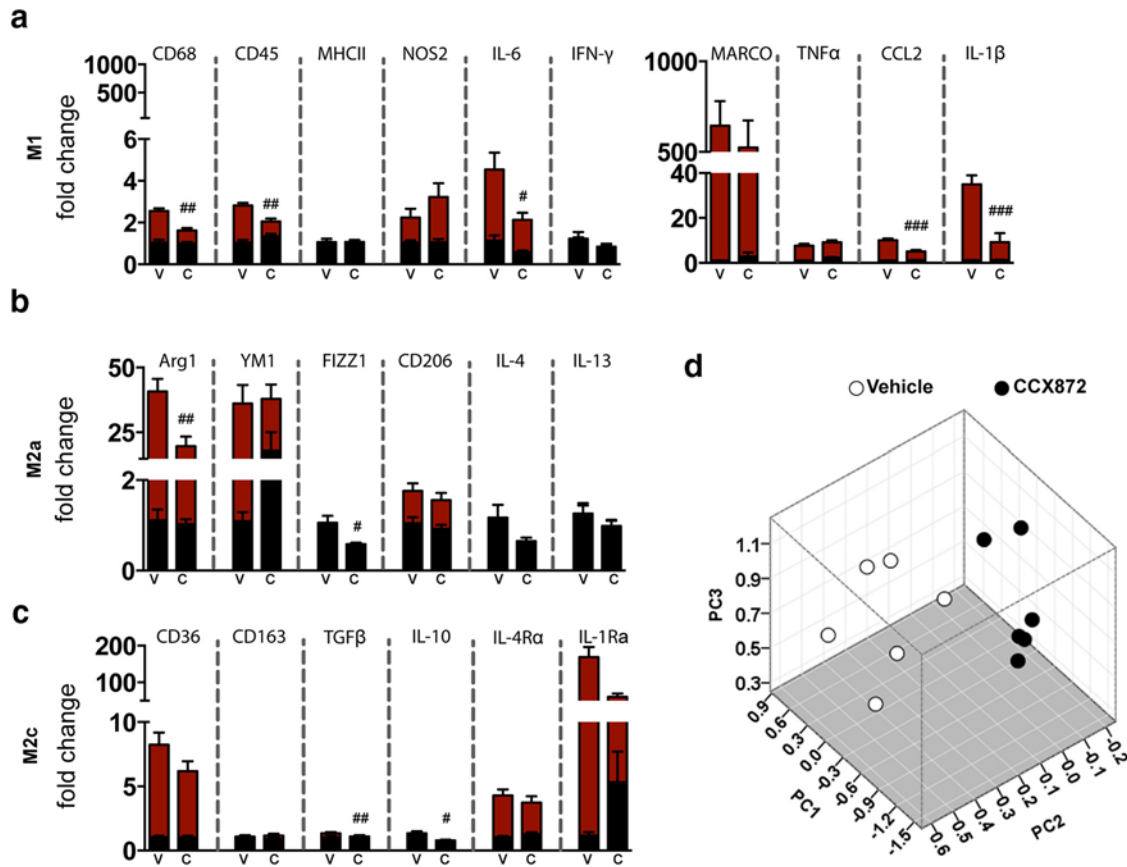 a
CD68 CD45 MHCII NOS2 IL-6 IFN-γ MARCO TNFα CCL2 IL-1β
M1
fold change
1000
500
6
4
2
0
## ## #
V C V C V C V C V C V C
1000
500
40
20
0
### ###
V C V C V C V C
b
Arg1 YM1 FIZZ1 CD206 IL-4 IL-13
M2a
fold change
50
25
2
0
## #
V C V C V C V C V C V C
c
CD36 CD163 TGFβ IL-10 IL-4Rα IL-1Ra
M2c
fold change
200
100
10
5
0
## #
V C V C V C V C V C V C
d
Vehicle CCX872
PC3
1.1
0.9
0.7
0.5
0.3
0.9 0.6 0.3 0.0 -0.3 -0.6 -0.9 -1.2 -1.5
PC1
0.6 0.5 0.4 0.3 0.2 0.1 0.0 -0.1 -0.2
PC2